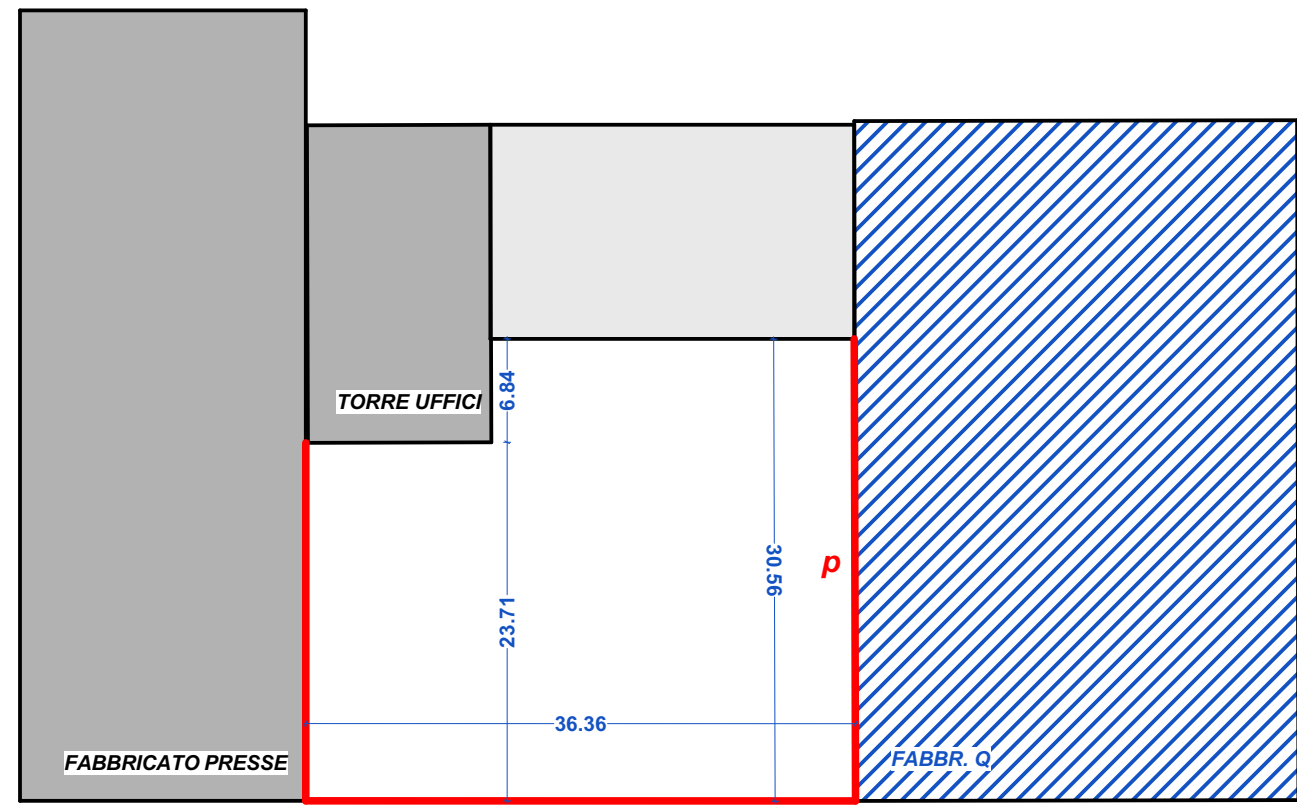 TORRE UFFICI
6.84
30.56
p
23.71
36.36
FABBRICATO PRESSE
FABBR. Q